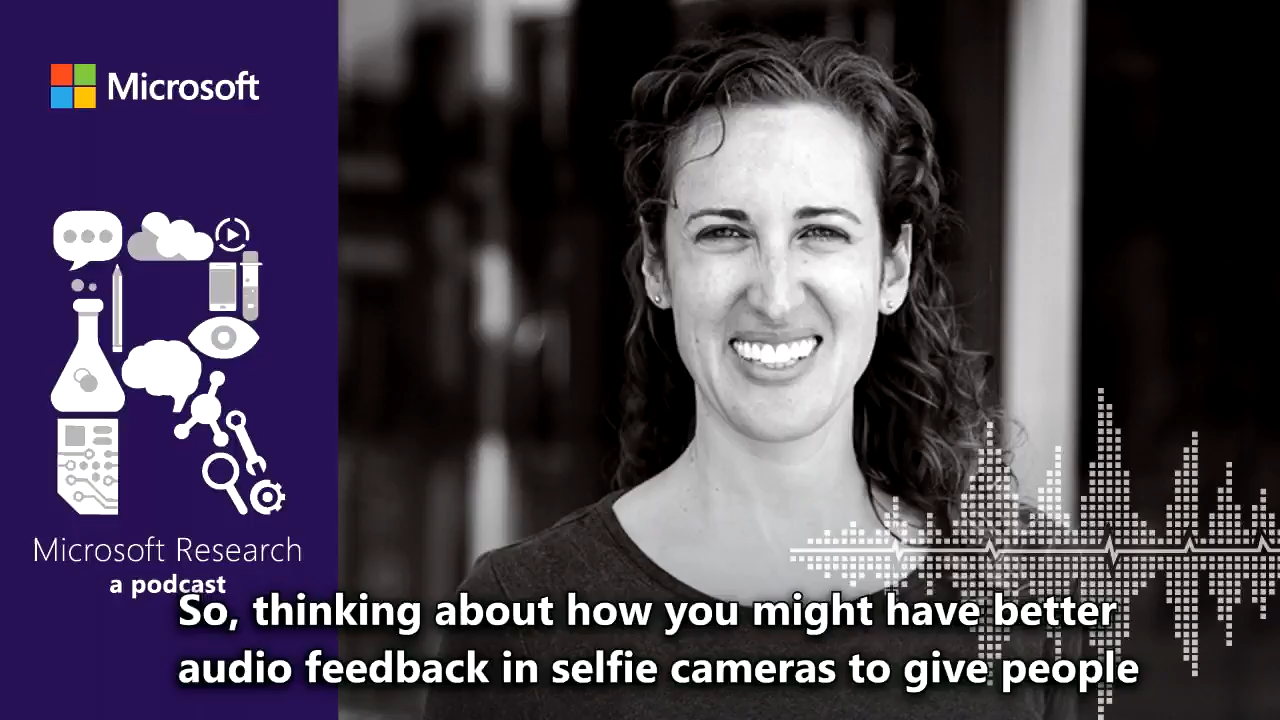 Microsoft
Microsoft Research
a podcast
So, thinking about how you might have better
audio feedback in selfie cameras to give people